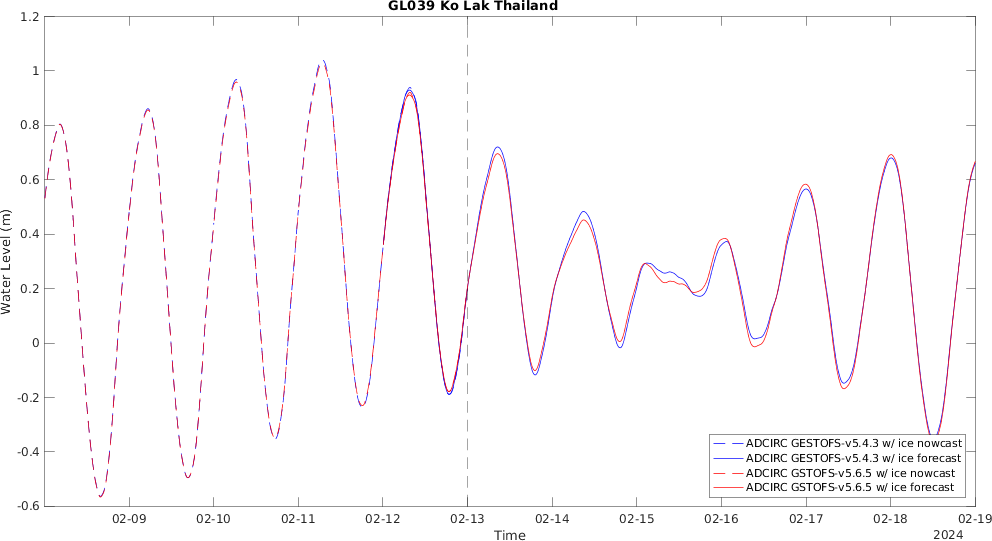 GL039 Ko Lak Thailand
1.2
1
0.8
0.6
0.4
0.2
0
-0.2
-0.4
-0.6
Water Level (m)
ADCIRC GESTOFS-v5.4.3 w/ ice nowcast
ADCIRC GESTOFS-v5.4.3 w/ ice forecast
ADCIRC GSTOFS-v5.6.5 w/ ice nowcast
ADCIRC GSTOFS-v5.6.5 w/ ice forecast
02-09 02-10 02-11 02-12 02-13 02-14 02-15 02-16 02-17 02-18 02-19
Time
2024